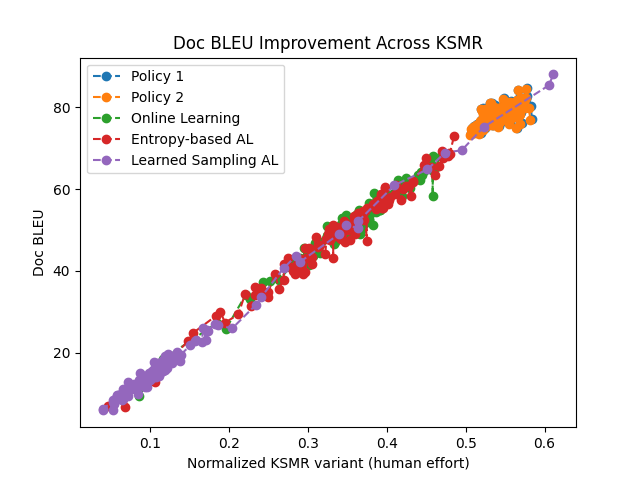 Doc BLEU Improvement Across KSMR
Policy 1
Policy 2
Online Learning
Entropy-based AL
Learned Sampling AL
Doc BLEU
80
60
40
20
0.1 0.2 0.3 0.4 0.5 0.6
Normalized KSMR variant (human effort)